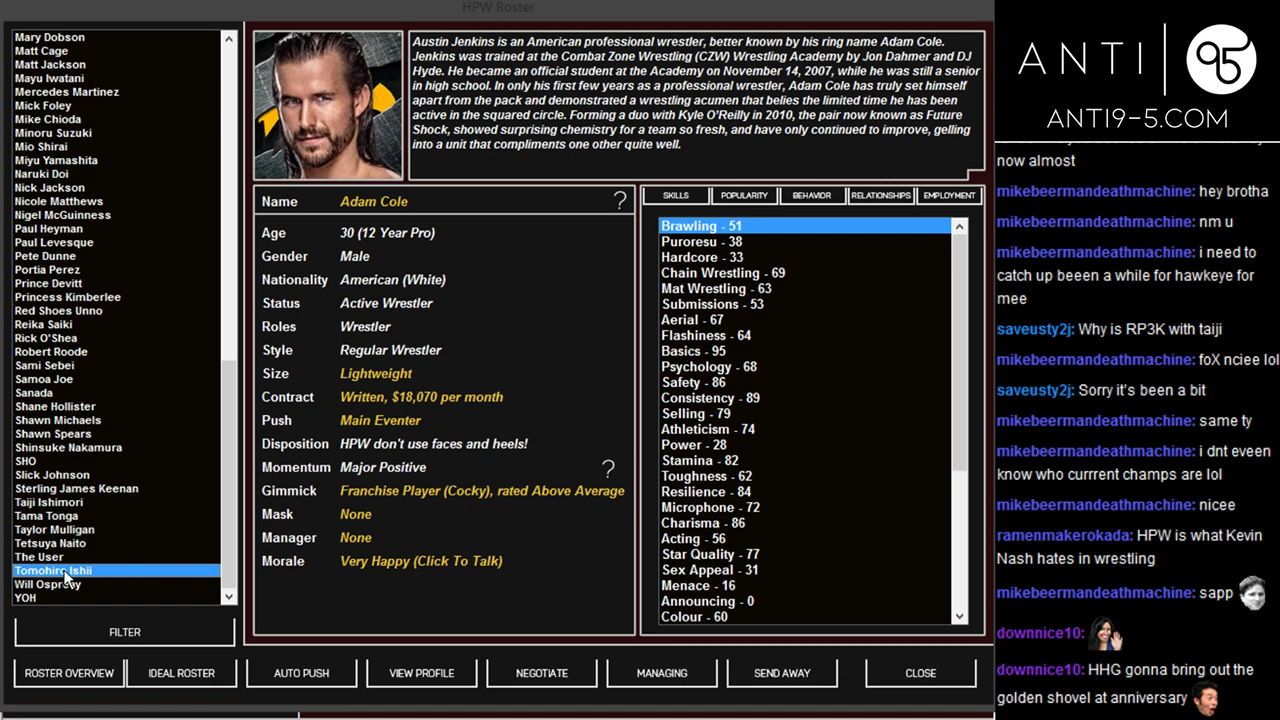 HPW Roster
Mary Dobson
Matt Cage
Matt Jackson
Mayu Iwatani
Mercedes Martinez
Mick Foley
Mike Chioda
Minoru Suzuki
Mio Shirai
Miyu Yamashita
Naruki Doi
Nick Jackson
Nicole Matthews
Nigel McGuinness
Paul Heyman
Paul Levesque
Pete Dunne
Portia Perez
Prince Devitt
Princess Kimberlee
Red Shoes Unno
Reika Saiki
Rick O'Shea
Robert Roode
Sami Sebei
Samoa Joe
Sanada
Shane Hollister
Shawn Michaels
Shawn Spears
Shinsuke Nakamura
SHO
Slick Johnson
Sterling James Keenan
Taiji Ishimori
Tama Tonga
Taylor Mulligan
Tetsuya Naito
The User
Tomohiro Ishii
Will Ospreay
YOH
FILTER
Austin Jenkins is an American professional wrestler, better known by his ring name Adam Cole.
Jenkins was trained at the Combat Zone Wrestling (CZW) Wrestling Academy by Jon Dahmer and DJ
Hyde. He became an official student at the Academy on November 14, 2007, while he was still a senior
in high school. In only his first few years as a professional wrestler, Adam Cole has truly set himself
apart from the pack and demonstrated a wrestling acumen that belies the limited time he has been
active in the squared circle. Forming a duo with Kyle O'Reilly in 2010, the pair now known as Future
Shock, showed surprising chemistry for a team so fresh, and have only continued to improve, gelling
into a unit that compliments one other quite well.
Name Adam Cole ?
Age 30 (12 Year Pro)
Gender Male
Nationality American (White)
Status Active Wrestler
Roles Wrestler
Style Regular Wrestler
Size Lightweight
Contract Written, $18,070 per month
Push Main Eventer
Disposition HPW don't use faces and heels!
Momentum Major Positive ?
Gimmick Franchise Player (Cocky), rated Above Average
Mask None
Manager None
Morale Very Happy (Click To Talk)
SKILLS POPULARITY BEHAVIOR RELATIONSHIPS EMPLOYMENT
Brawling - 51
Puroresu - 38
Hardcore - 33
Chain Wrestling - 69
Mat Wrestling - 63
Submissions - 53
Aerial - 67
Flashiness - 64
Basics - 95
Psychology - 68
Safety - 86
Consistency - 89
Selling - 79
Athleticism - 74
Power - 28
Stamina - 82
Toughness - 62
Resilience - 84
Microphone - 72
Charisma - 86
Acting - 56
Star Quality - 77
Sex Appeal - 31
Menace - 16
Announcing - 0
Colour - 60
ROSTER OVERVIEW IDEAL ROSTER AUTO PUSH VIEW PROFILE NEGOTIATE MANAGING SEND AWAY CLOSE
ANTI 95
ANTI9-5.COM
now almost
mikebeermandeathmachine: hey brotha
mikebeermandeathmachine: nm u
mikebeermandeathmachine: i need to
catch up beeen a while for hawkeye for
mee
saveusty2j: Why is RP3K with taiji
mikebeermandeathmachine: foX nciee lol
saveusty2j: Sorry it's been a bit
mikebeermandeathmachine: same ty
mikebeermandeathmachine: i dnt eveen
know who currrent champs are lol
mikebeermandeathmachine: nicee
ramenmakerokada: HPW is what Kevin
Nash hates in wrestling
mikebeermandeathmachine: sapp
downnice10:
downnice10: HHG gonna bring out the
golden shovel at anniversary